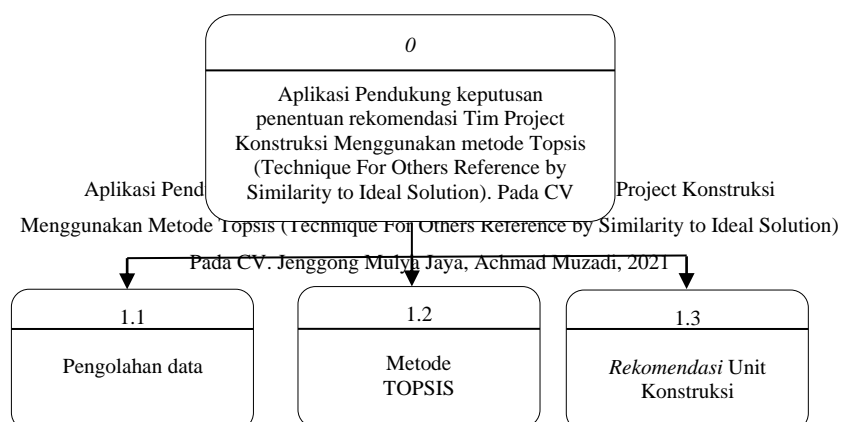 0
Aplikasi Pendukung keputusan
penentuan rekomendasi Tim Project
Konstruksi Menggunakan metode Topsis
(Technique For Others Reference by
Similarity to Ideal Solution). Pada CV
Aplikasi Pend Project Konstruksi
Menggunakan Metode Topsis (Technique For Others Reference by Similarity to Ideal Solution)
Pada CV. Jenggong Mulya Jaya, Achmad Muzadi, 2021
1.1
Pengolahan data
1.2
Metode
TOPSIS
1.3
Rekomendasi Unit
Konstruksi